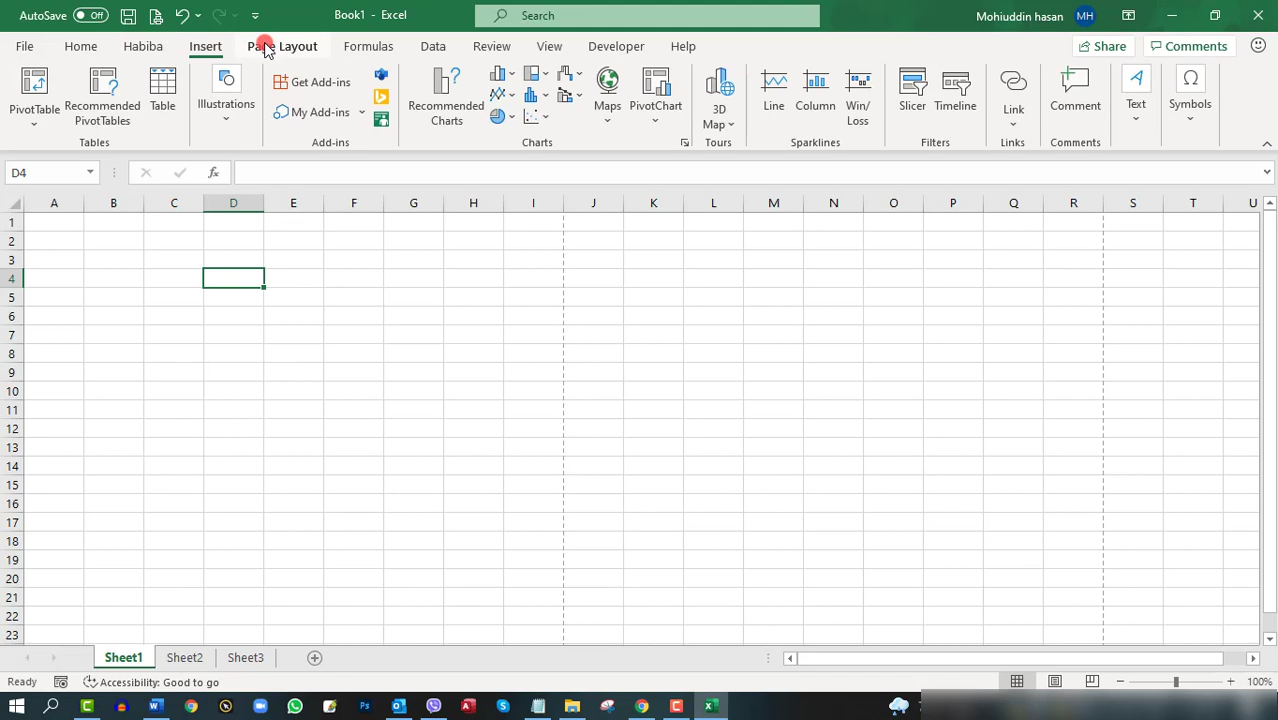 AutoSave Off Book1 - Excel Search Mohiuddin hasan MH
File Home Habiba Insert Page Layout Formulas Data Review View Developer Help Share Comments
PivotTable Recommended PivotTables Table Illustrations Get Add-ins My Add-ins Recommended Charts Maps PivotChart 3D Map Line Column Win/Loss Slicer Timeline Link Comment Text Symbols
Tables Add-ins Charts Tours Sparklines Filters Links Comments
D4 fx
A B C D E F G H I J K L M N O P Q R S T U
1
2
3
4
5
6
7
8
9
10
11
12
13
14
15
16
17
18
19
20
21
22
23
Sheet1 Sheet2 Sheet3
Ready Accessibility: Good to go 100%